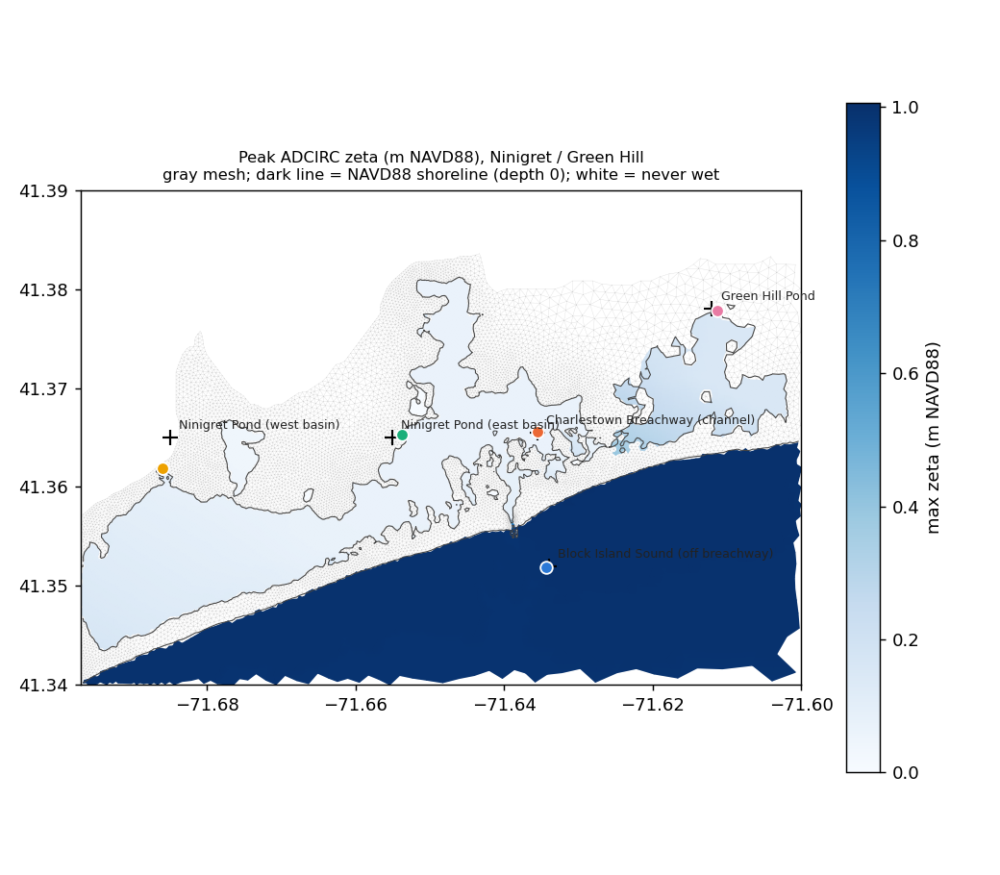 Peak ADCIRC zeta (m NAVD88), Ninigret / Green Hill
gray mesh; dark line = NAVD88 shoreline (depth 0); white = never wet
41.39
41.38
41.37
41.36
41.35
41.34
−71.68
−71.66
−71.64
−71.62
−71.60
Green Hill Pond
Ninigret Pond (west basin)
Ninigret Pond (east basin)
Charlestown Breachway (channel)
Block Island Sound (off breachway)
1.0
0.8
0.6
0.4
0.2
0.0
max zeta (m NAVD88)